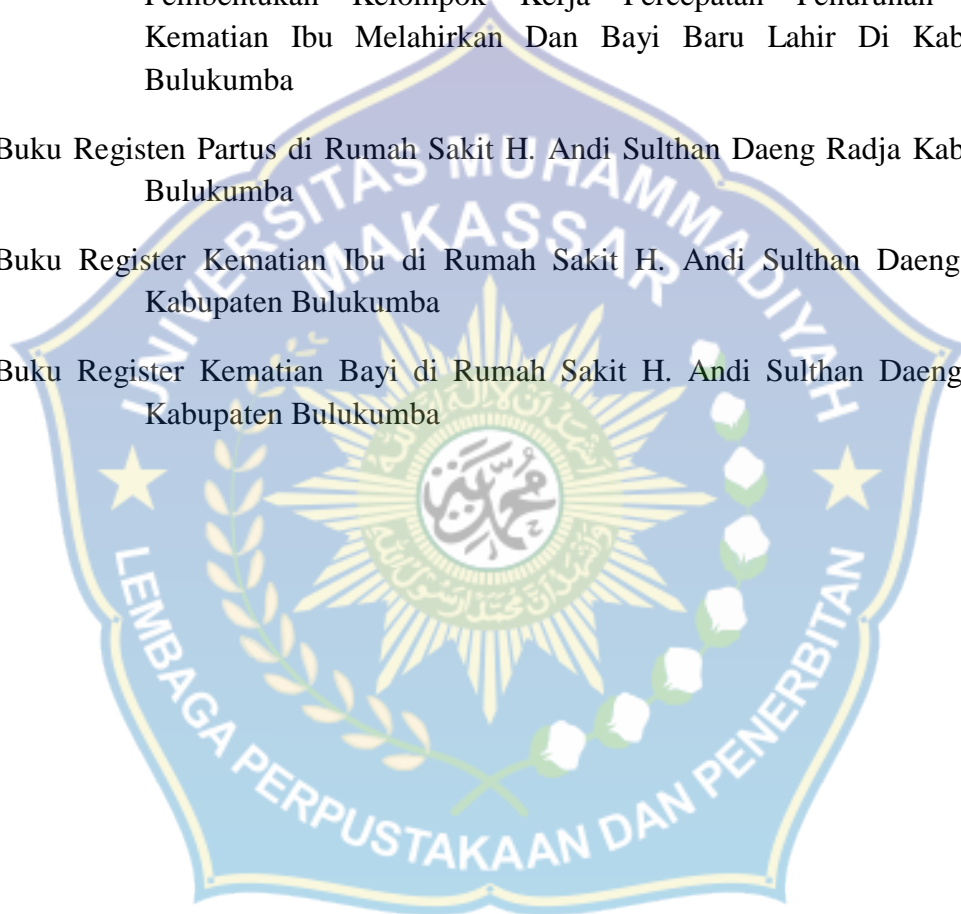 Pembentukan Kelompok Kerja Percepatan Penurunan
Kematian Ibu Melahirkan Dan Bayi Baru Lahir Di Kab
Bulukumba
Buku Registen Partus di Rumah Sakit H. Andi Sulthan Daeng Radja Kab
Bulukumba
Buku Register Kematian Ibu di Rumah Sakit H. Andi Sulthan Daeng
Kabupaten Bulukumba
Buku Register Kematian Bayi di Rumah Sakit H. Andi Sulthan Daeng
Kabupaten Bulukumba
UNIVERSITAS MUHAMMADIYAH
MAKASSAR
محمد
LEMBAGA PERPUSTAKAAN DAN PENERBITAN